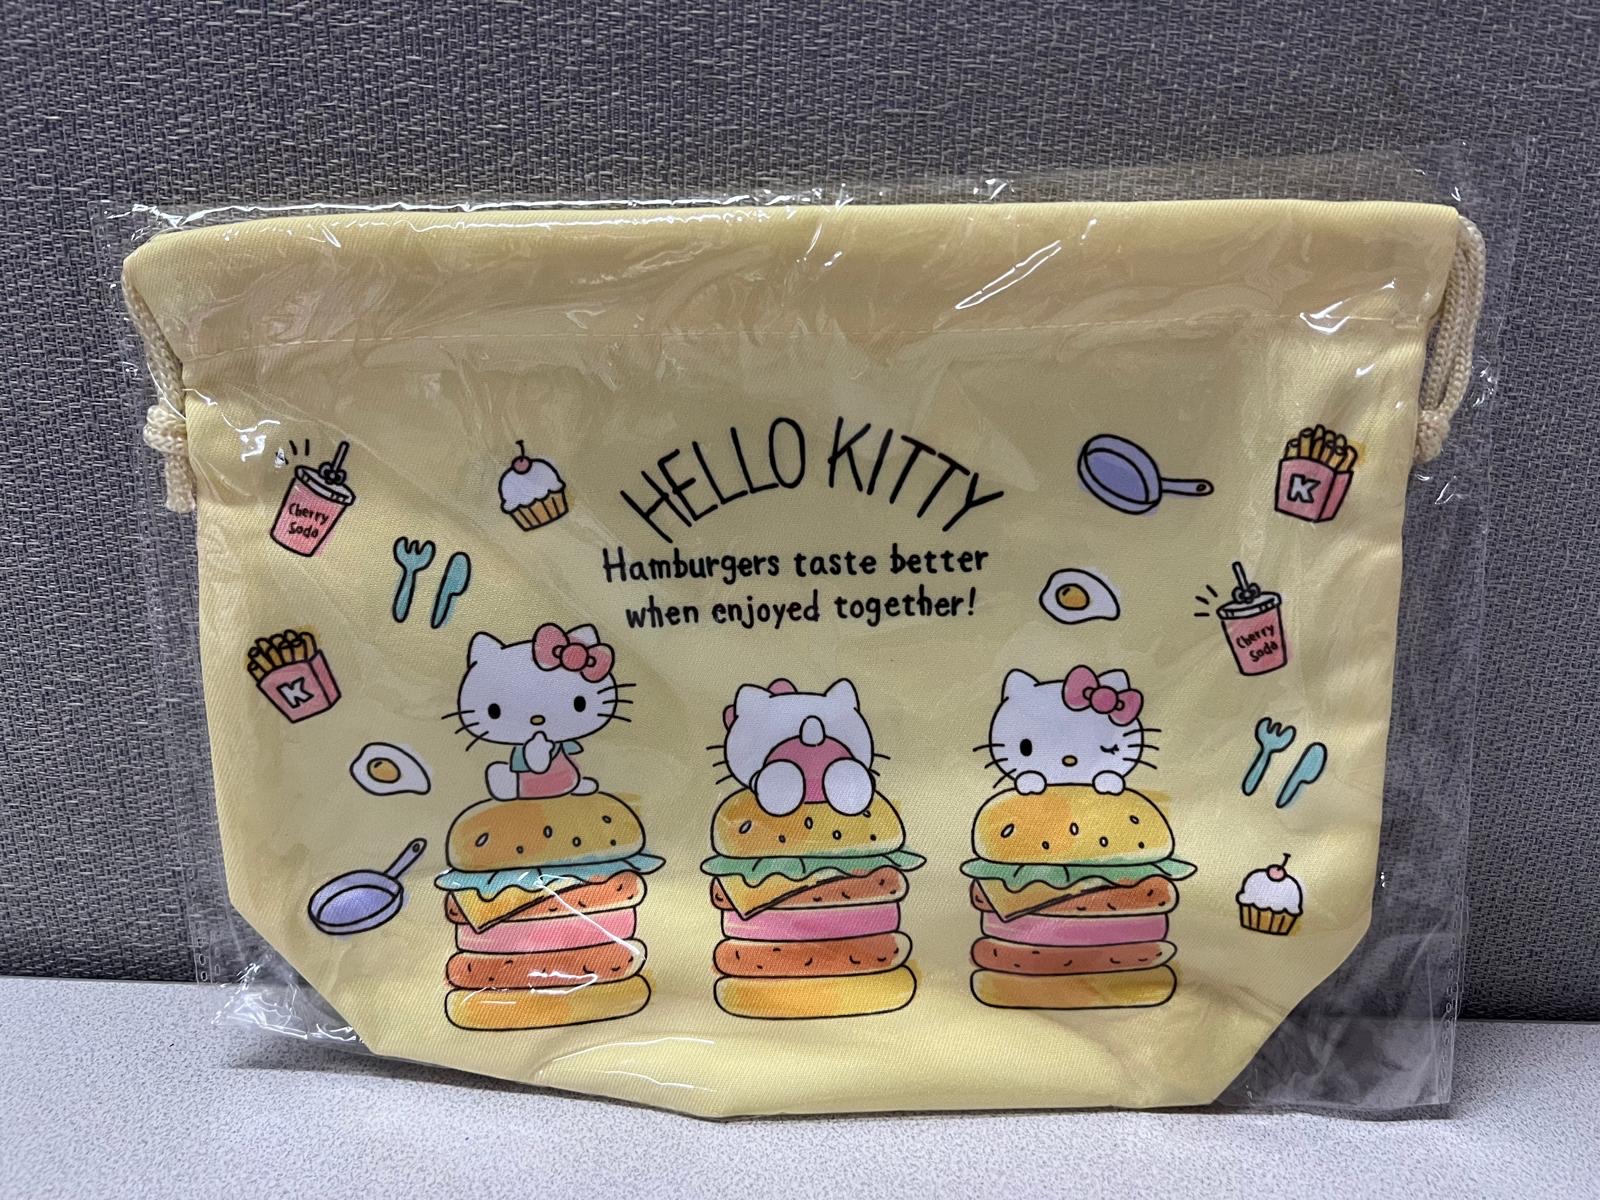 HELLO KITTY
Hamburgers taste better
when enjoyed together!
Cherry
Soda
K
K
Cherry
Soda